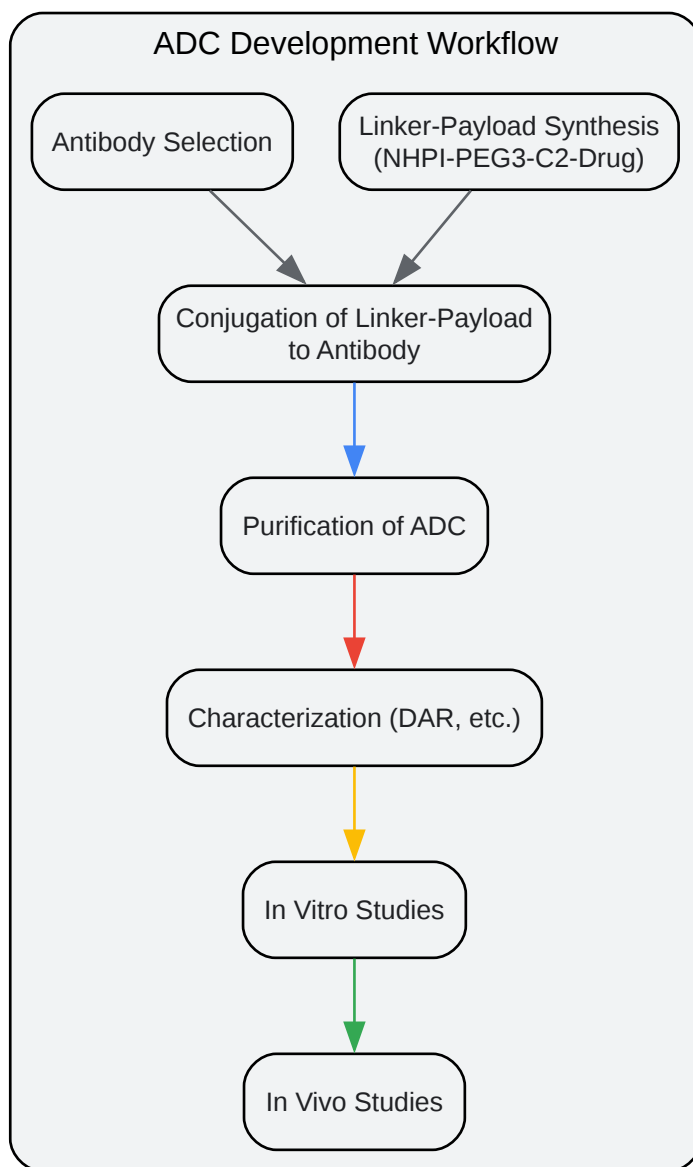 ADC Development Workflow
Antibody Selection
Linker-Payload Synthesis
(NHPI-PEG3-C2-Drug)
Conjugation of Linker-Payload
to Antibody
Purification of ADC
Characterization (DAR, etc.)
In Vitro Studies
In Vivo Studies